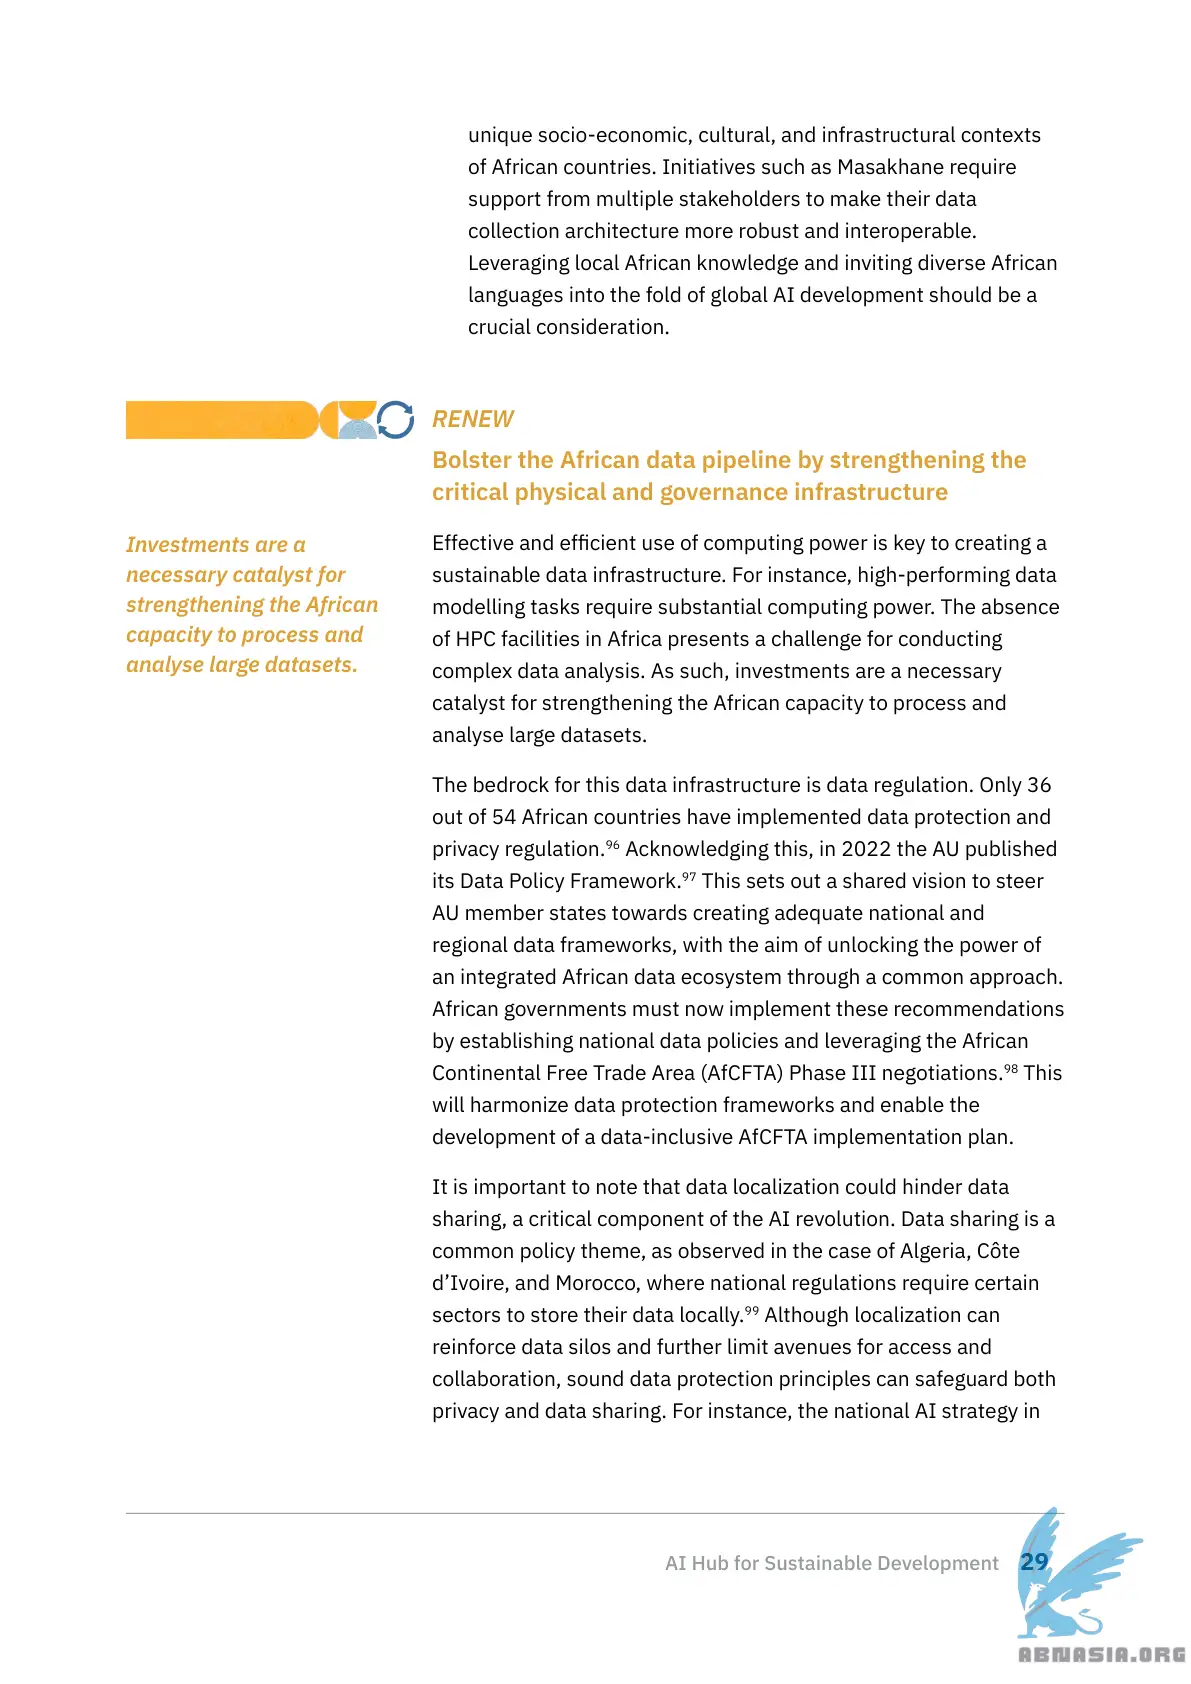 unique socio-economic, cultural, and infrastructural contexts
of African countries. Initiatives such as Masakhane require
support from multiple stakeholders to make their data
collection architecture more robust and interoperable.
Leveraging local African knowledge and inviting diverse African
languages into the fold of global AI development should be a
crucial consideration.
RENEW
Bolster the African data pipeline by strengthening the
critical physical and governance infrastructure
Investments are a
necessary catalyst for
strengthening the African
capacity to process and
analyse large datasets.
Effective and efficient use of computing power is key to creating a
sustainable data infrastructure. For instance, high-performing data
modelling tasks require substantial computing power. The absence
of HPC facilities in Africa presents a challenge for conducting
complex data analysis. As such, investments are a necessary
catalyst for strengthening the African capacity to process and
analyse large datasets.
The bedrock for this data infrastructure is data regulation. Only 36
out of 54 African countries have implemented data protection and
privacy regulation.⁹⁶ Acknowledging this, in 2022 the AU published
its Data Policy Framework.⁹⁷ This sets out a shared vision to steer
AU member states towards creating adequate national and
regional data frameworks, with the aim of unlocking the power of
an integrated African data ecosystem through a common approach.
African governments must now implement these recommendations
by establishing national data policies and leveraging the African
Continental Free Trade Area (AfCFTA) Phase III negotiations.⁹⁸ This
will harmonize data protection frameworks and enable the
development of a data-inclusive AfCFTA implementation plan.
It is important to note that data localization could hinder data
sharing, a critical component of the AI revolution. Data sharing is a
common policy theme, as observed in the case of Algeria, Côte
d’Ivoire, and Morocco, where national regulations require certain
sectors to store their data locally.⁹⁹ Although localization can
reinforce data silos and further limit avenues for access and
collaboration, sound data protection principles can safeguard both
privacy and data sharing. For instance, the national AI strategy in
AI Hub for Sustainable Development 29
ABNASIA.ORG